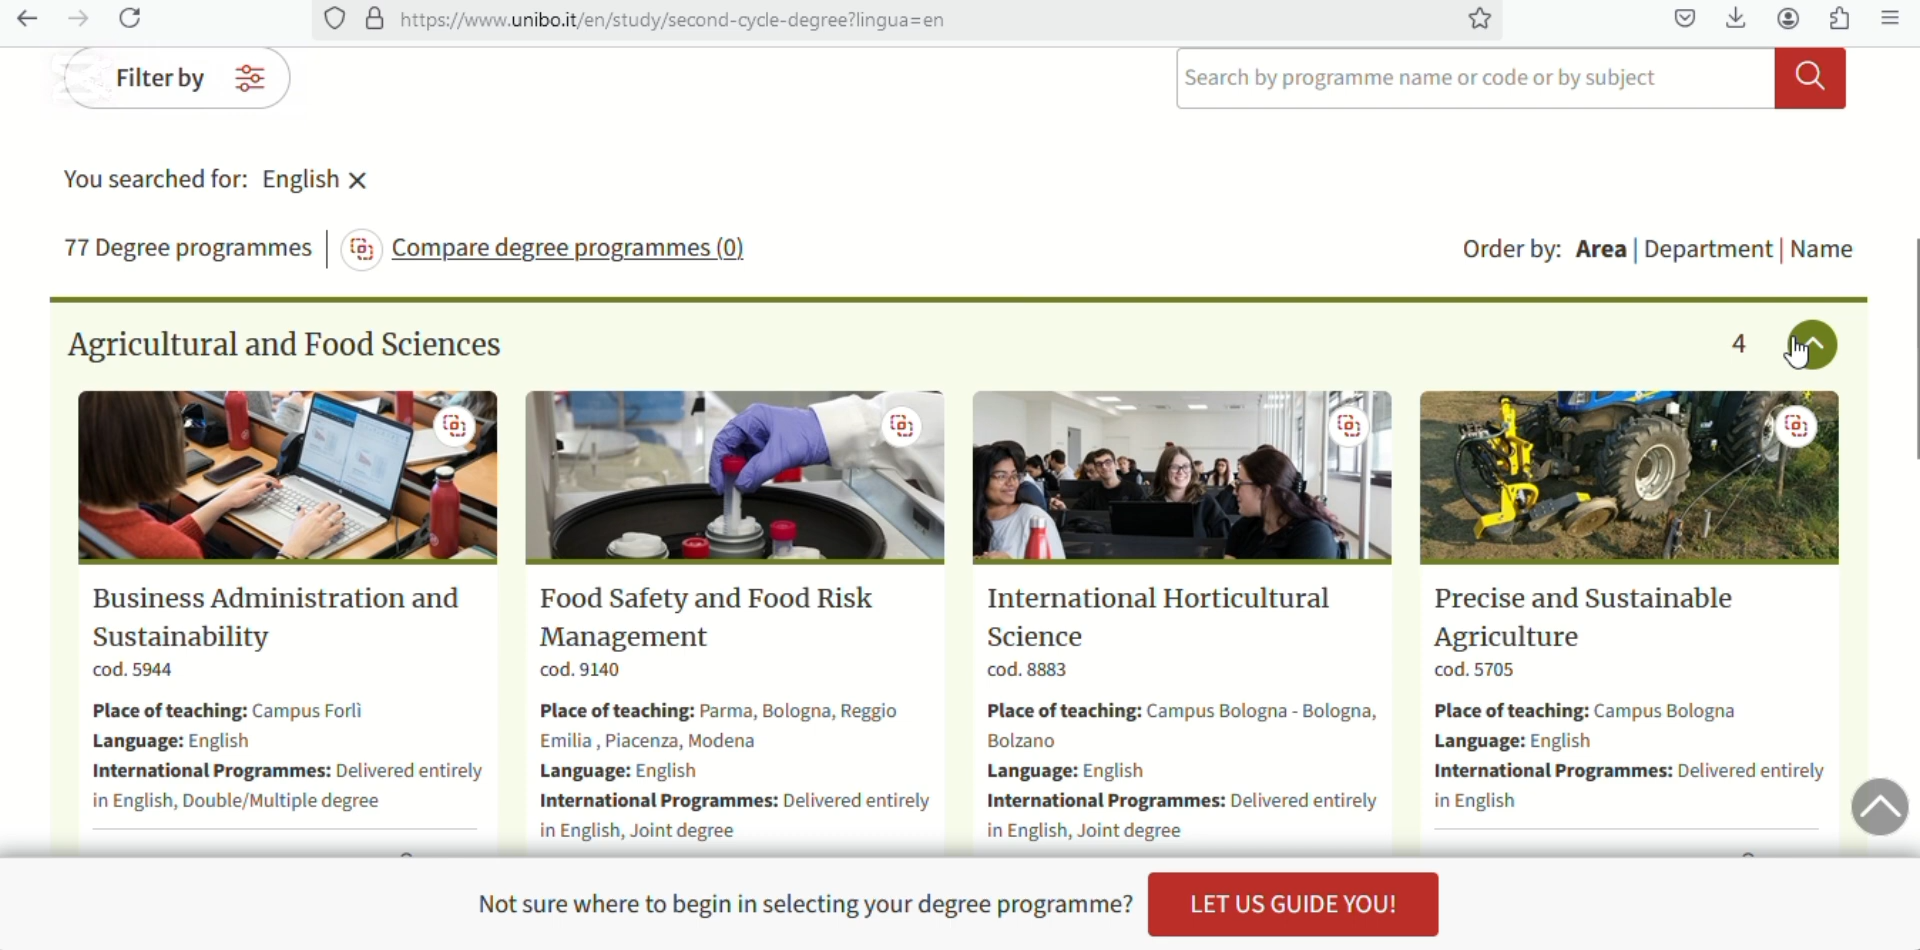 https://www.unibo.it/en/study/second-cycle-degree?lingua=en
Filter by
Search by programme name or code or by subject
You searched for: English
77 Degree programmes
Compare degree programmes (0)
Order by: Area | Department | Name
Agricultural and Food Sciences
4
Business Administration and
Sustainability
cod. 5944
Place of teaching: Campus Forlì
Language: English
International Programmes: Delivered entirely
in English, Double/Multiple degree
Food Safety and Food Risk
Management
cod. 9140
Place of teaching: Parma, Bologna, Reggio
Emilia , Piacenza, Modena
Language: English
International Programmes: Delivered entirely
in English, Joint degree
International Horticultural
Science
cod. 8883
Place of teaching: Campus Bologna - Bologna,
Bolzano
Language: English
International Programmes: Delivered entirely
in English, Joint degree
Precise and Sustainable
Agriculture
cod. 5705
Place of teaching: Campus Bologna
Language: English
International Programmes: Delivered entirely
in English
Not sure where to begin in selecting your degree programme?
LET US GUIDE YOU!